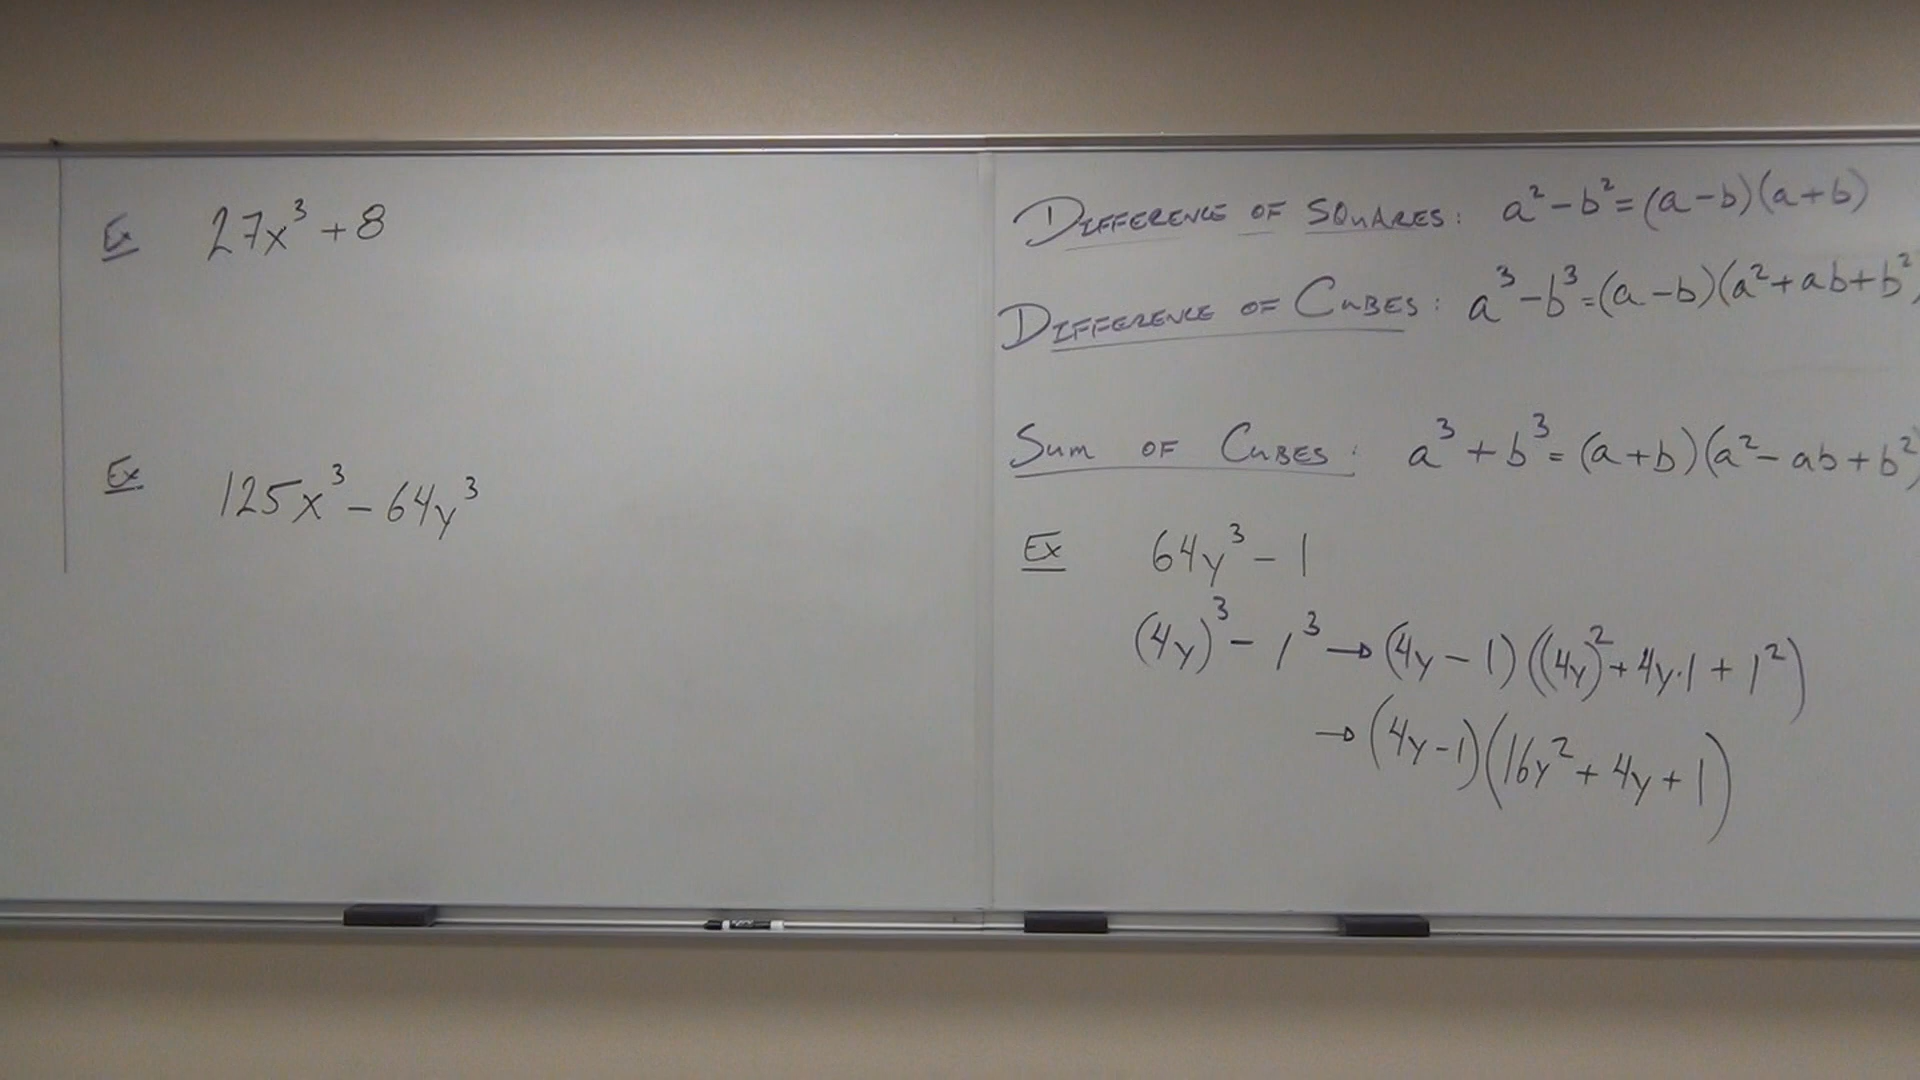 Ex 27x³ + 8
Ex 125x³ − 64y³
DIFFERENCE OF SQUARES: a² − b² = (a − b)(a + b)
DIFFERENCE OF CUBES: a³ − b³ = (a − b)(a² + ab + b²)
SUM OF CUBES: a³ + b³ = (a + b)(a² − ab + b²)
Ex 64y³ − 1
(4y)³ − 1³ → (4y − 1)((4y)² + 4y·1 + 1²)
→ (4y − 1)(16y² + 4y + 1)